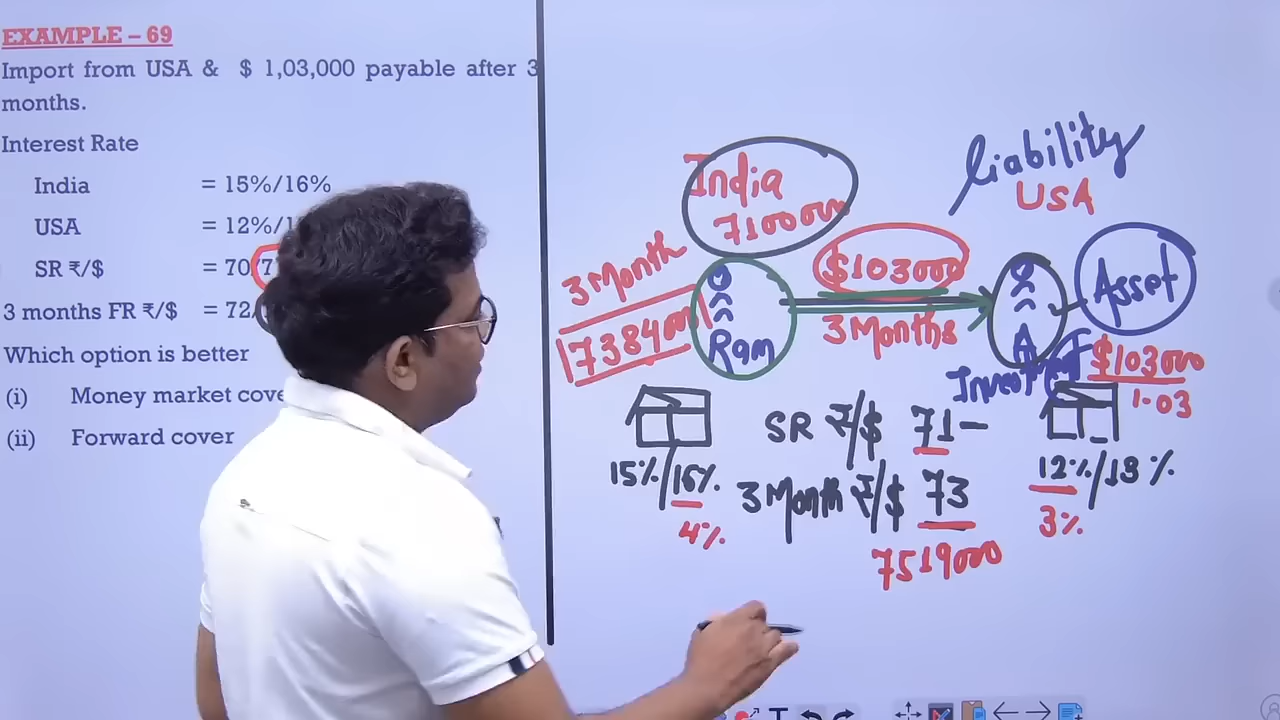 EXAMPLE – 69
Import from USA & $ 1,03,000 payable after 3
months.
Interest Rate
India = 15%/16%
USA = 12%/1
SR ₹/$ = 70
3 months FR ₹/$ = 72
Which option is better
(i) Money market cove
(ii) Forward cover
liability
USA
India
7100000
3 Month
7384000
$103000
3 Months
Ram
A
Asset
Investment
$103000
1.03
SR ₹/$ 71
15%/16%
4%
3 Month ₹/$ 73
7519000
12%/13%
3%